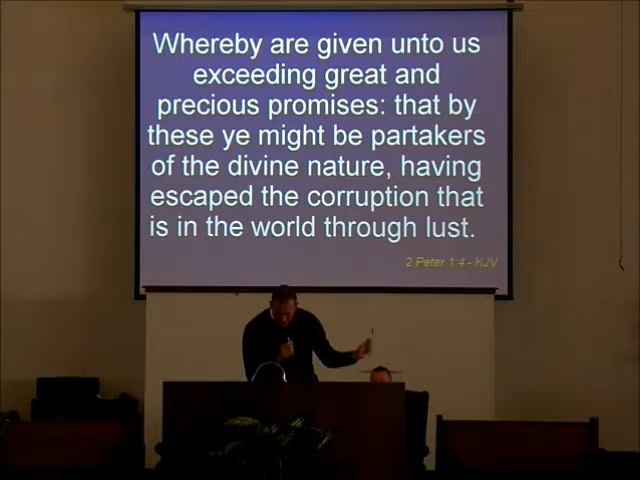 Whereby are given unto us
exceeding great and
precious promises: that by
these ye might be partakers
of the divine nature, having
escaped the corruption that
is in the world through lust.
2 Peter 1:4 - KJV